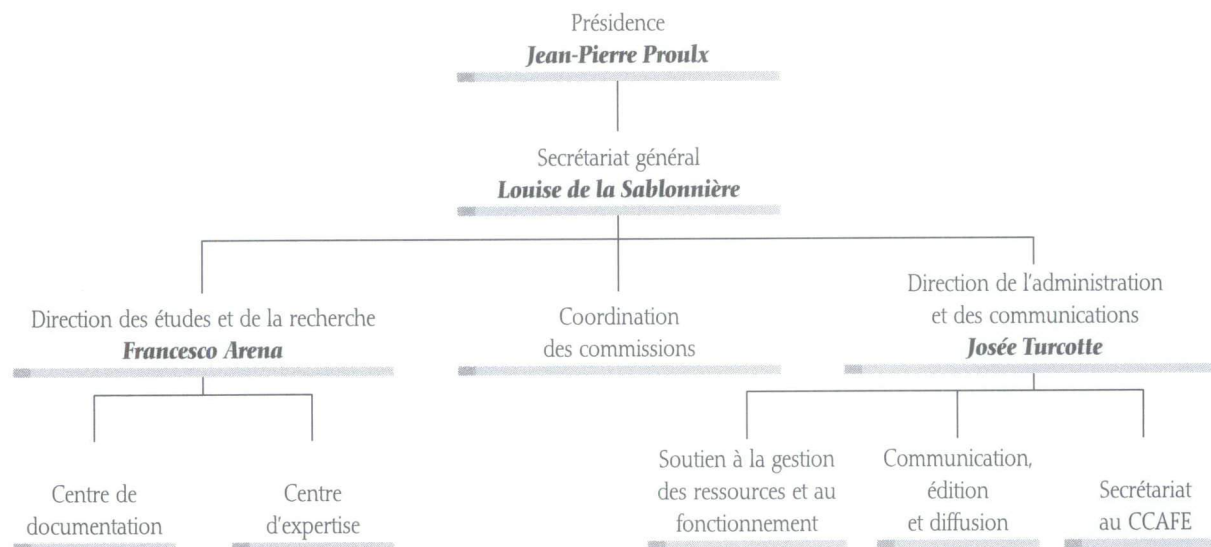 Présidence
Jean-Pierre Proulx
Secrétariat général
Louise de la Sablonnière
Direction des études et de la recherche
Francesco Arena
Coordination
des commissions
Direction de l'administration
et des communications
Josée Turcotte
Centre de
documentation
Centre
d'expertise
Soutien à la gestion
des ressources et au
fonctionnement
Communication,
édition
et diffusion
Secrétariat
au CCAFE